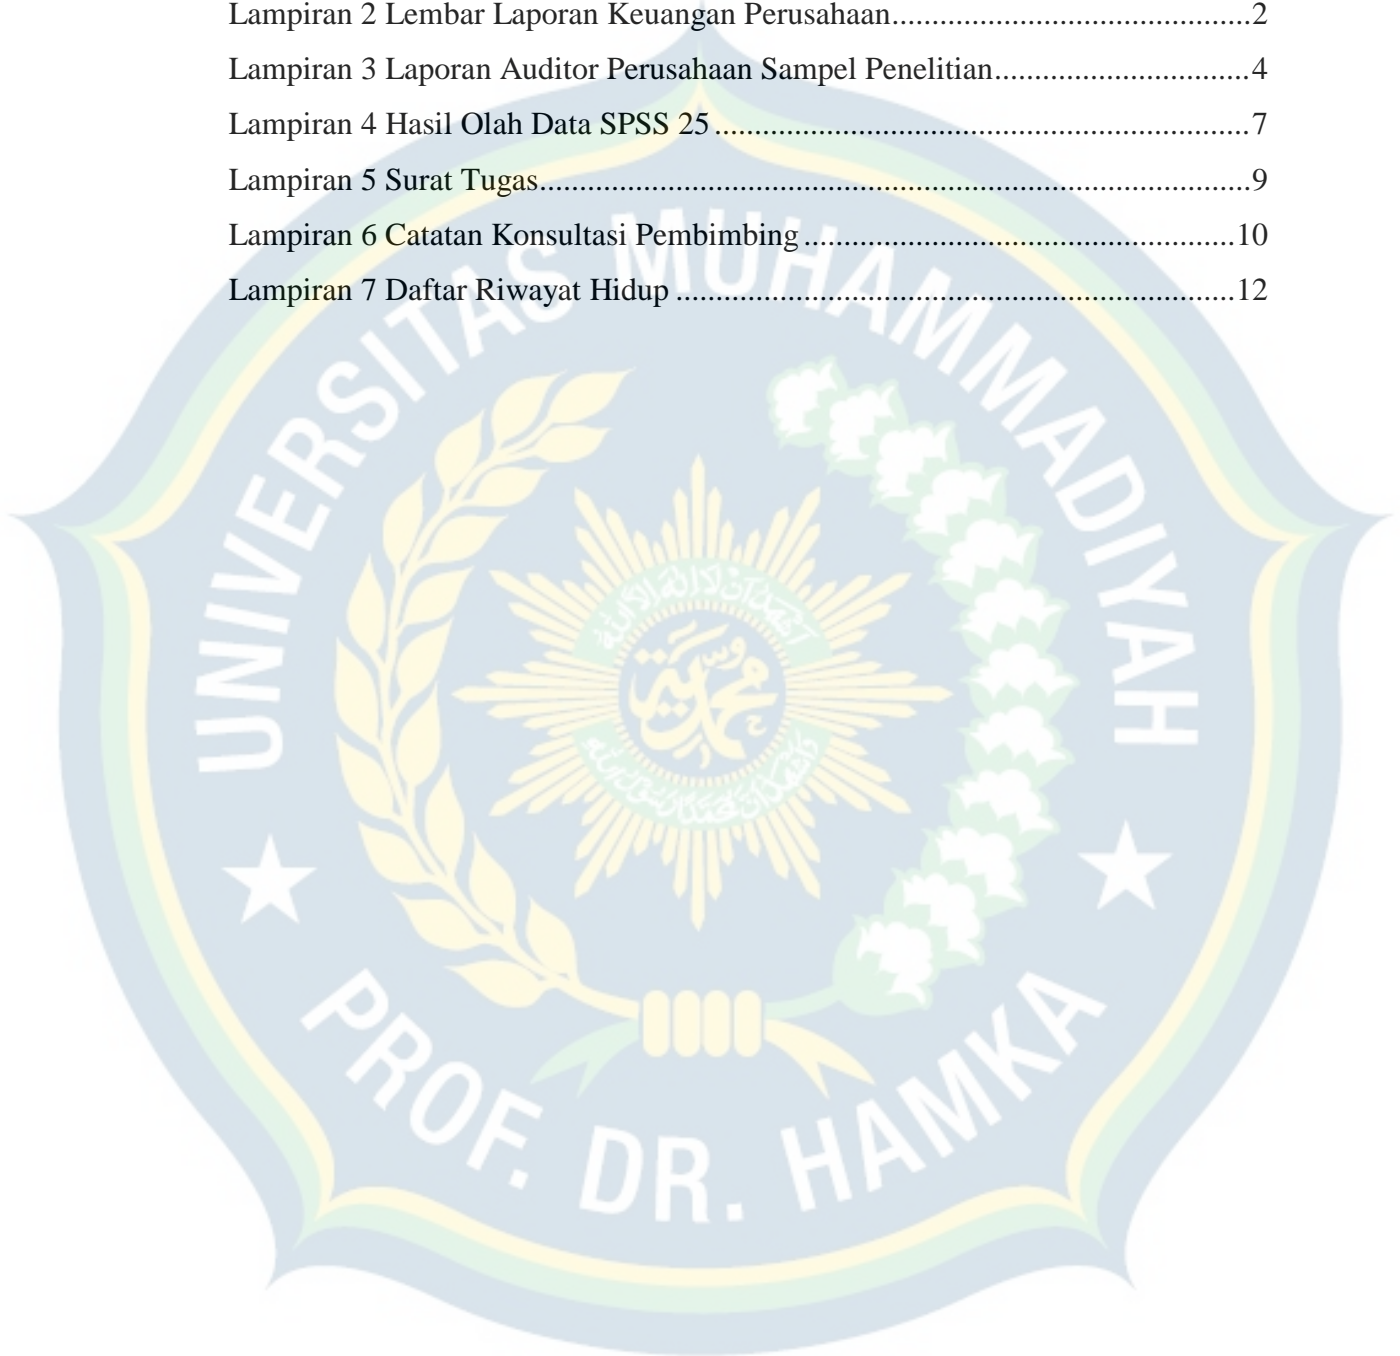 Lampiran 2 Lembar Laporan Keuangan Perusahaan............................................2
Lampiran 3 Laporan Auditor Perusahaan Sampel Penelitian...............................4
Lampiran 4 Hasil Olah Data SPSS 25..................................................................7
Lampiran 5 Surat Tugas........................................................................................9
Lampiran 6 Catatan Konsultasi Pembimbing.....................................................10
Lampiran 7 Daftar Riwayat Hidup.....................................................................12
UNIVERSITAS MUHAMMADIYAH
محمدية
PROF. DR. HAMKA